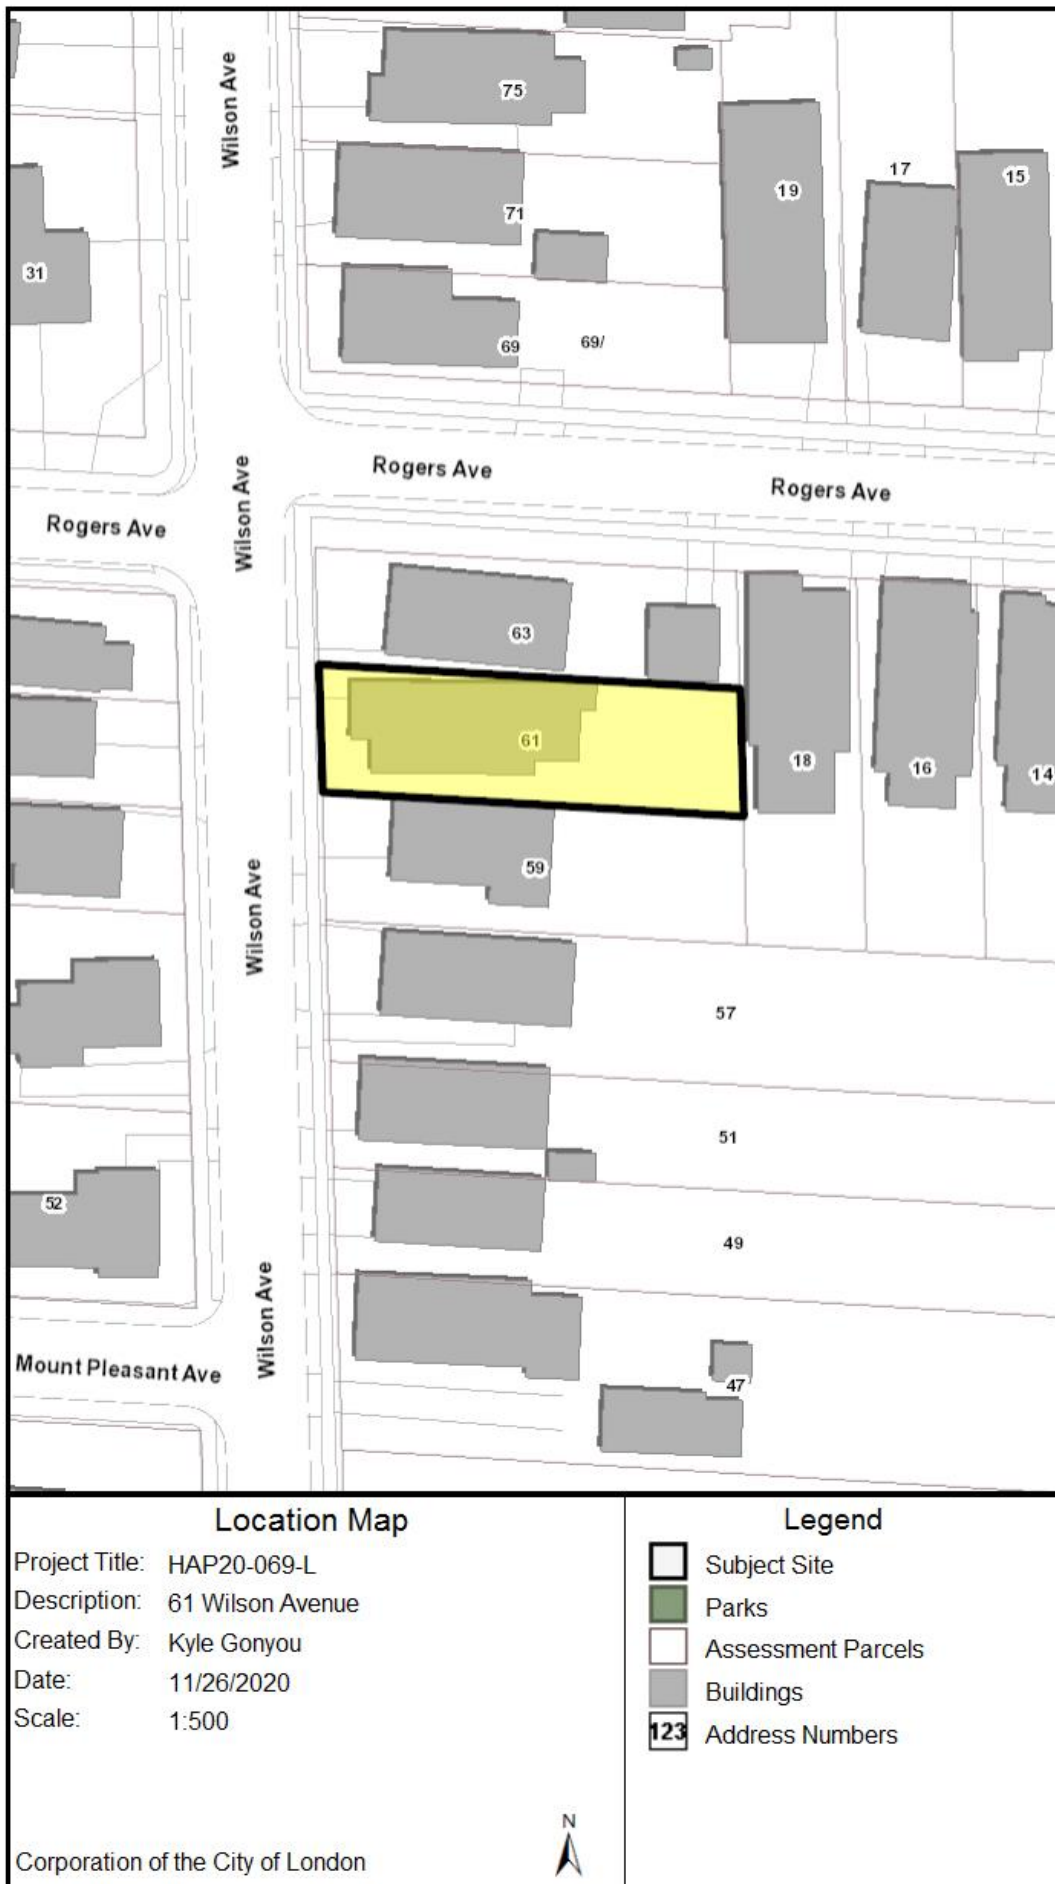 Wilson Ave
75
19
17
15
71
31
69
69/
Rogers Ave
Rogers Ave
Rogers Ave
Wilson Ave
63
61
18
16
14
59
Wilson Ave
57
51
52
49
Wilson Ave
Mount Pleasant Ave
47
Location Map
Project Title: HAP20-069-L
Description: 61 Wilson Avenue
Created By: Kyle Gonyou
Date: 11/26/2020
Scale: 1:500
Corporation of the City of London
N
Legend
Subject Site
Parks
Assessment Parcels
Buildings
123 Address Numbers